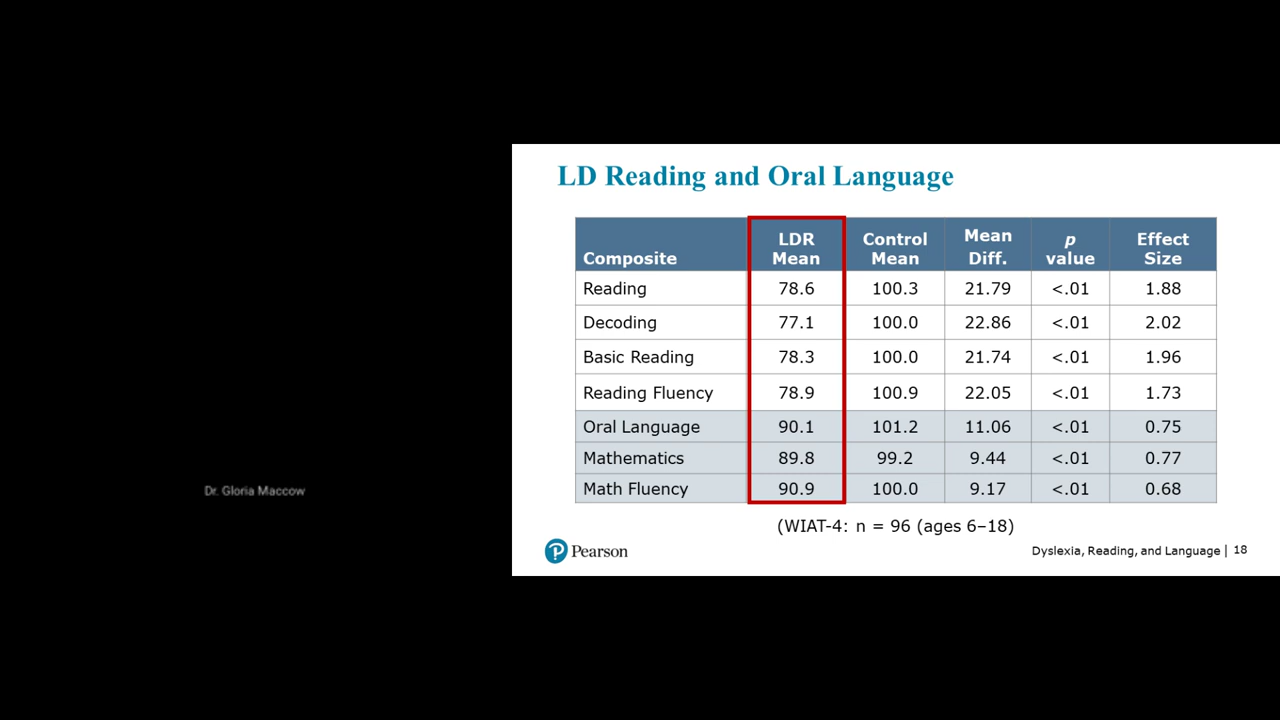 LD Reading and Oral Language
Composite LDR Mean Control Mean Mean Diff. p value Effect Size
Reading 78.6 100.3 21.79 <.01 1.88
Decoding 77.1 100.0 22.86 <.01 2.02
Basic Reading 78.3 100.0 21.74 <.01 1.96
Reading Fluency 78.9 100.9 22.05 <.01 1.73
Oral Language 90.1 101.2 11.06 <.01 0.75
Mathematics 89.8 99.2 9.44 <.01 0.77
Math Fluency 90.9 100.0 9.17 <.01 0.68
(WIAT-4: n = 96 (ages 6–18)
Dr. Gloria Maccow
P Pearson
Dyslexia, Reading, and Language | 18